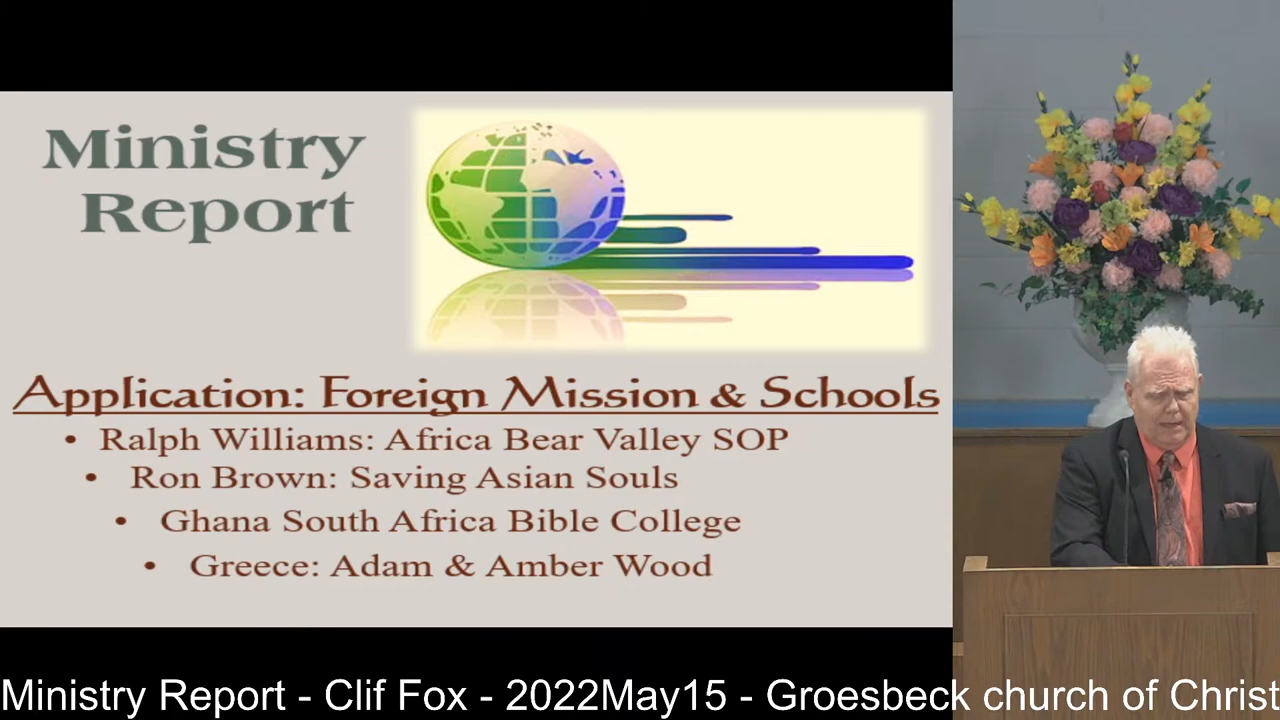 Ministry
Report
Application: Foreign Mission & Schools
• Ralph Williams: Africa Bear Valley SOP
• Ron Brown: Saving Asian Souls
• Ghana South Africa Bible College
• Greece: Adam & Amber Wood
Ministry Report - Clif Fox - 2022May15 - Groesbeck church of Christ